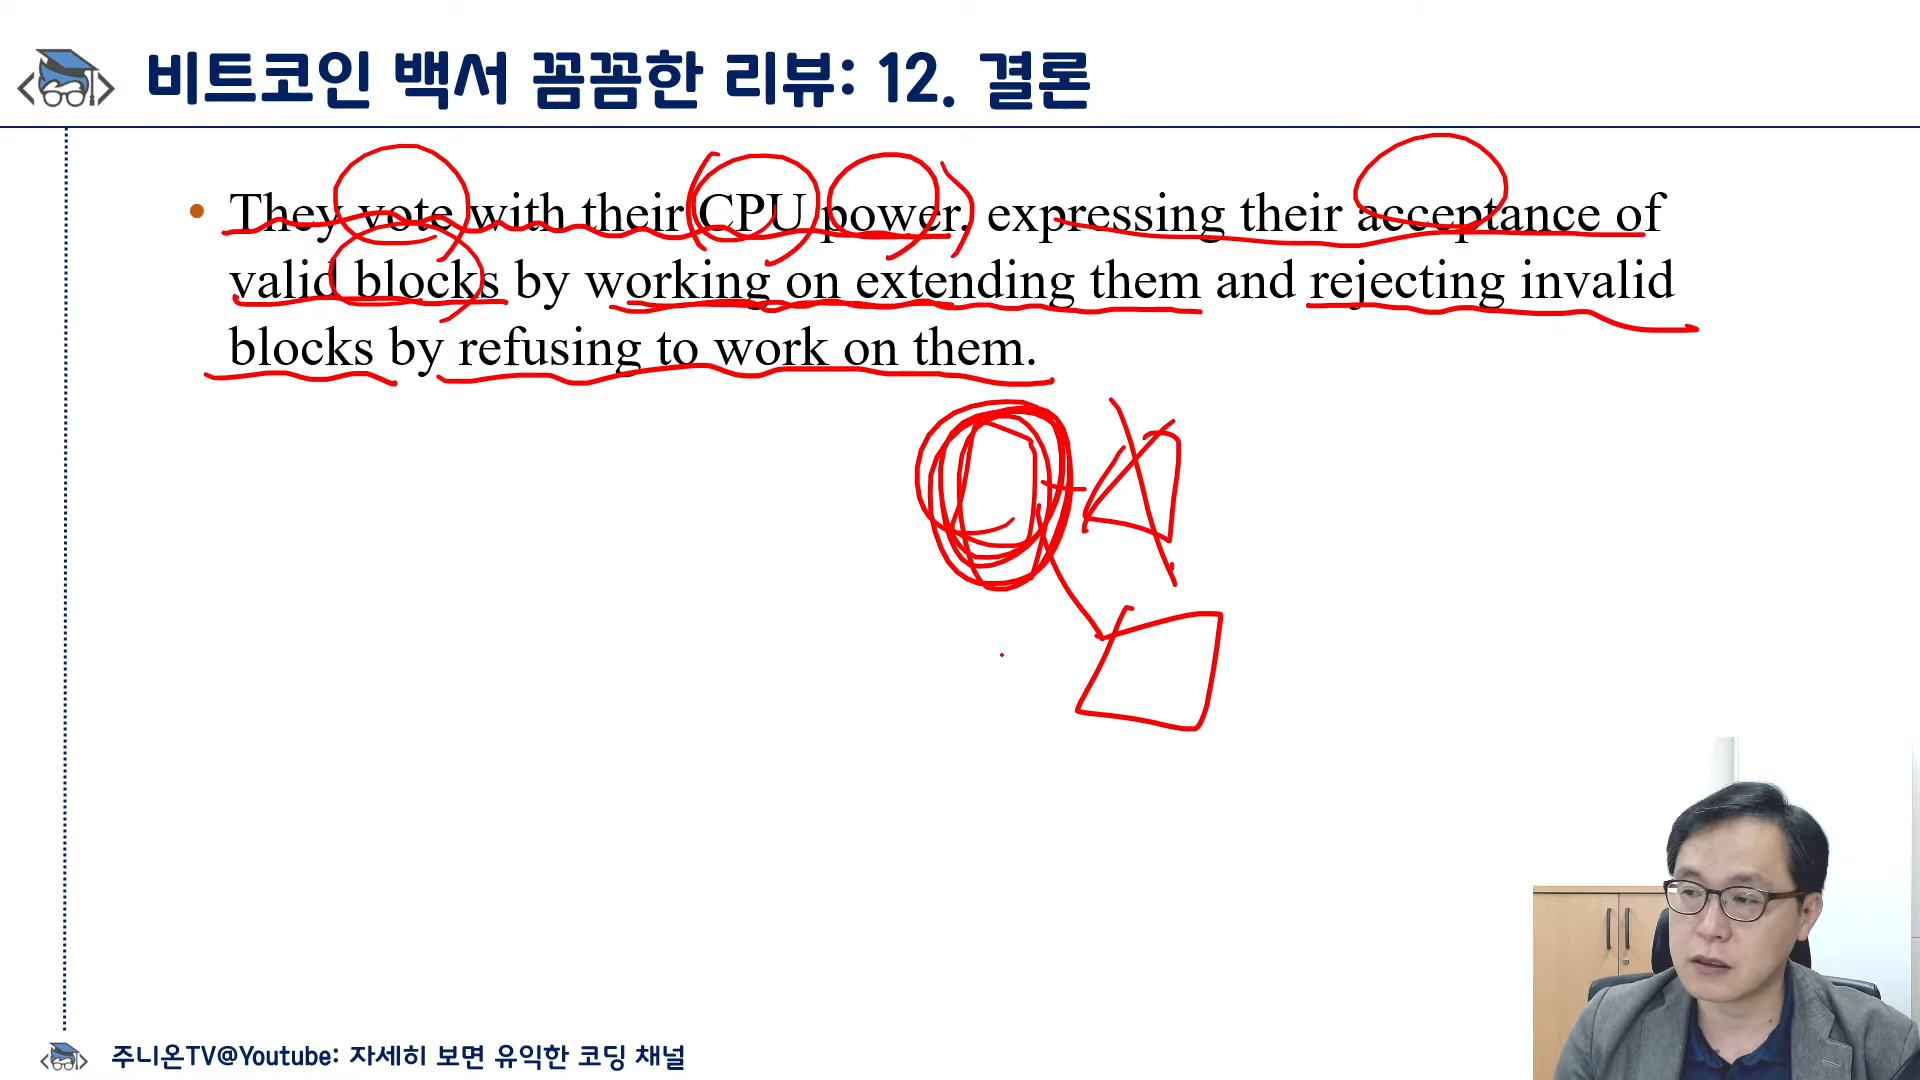 비트코인 백서 꼼꼼한 리뷰: 12. 결론
• They vote with their CPU power, expressing their acceptance of
valid blocks by working on extending them and rejecting invalid
blocks by refusing to work on them.
주니온TV@Youtube: 자세히 보면 유익한 코딩 채널